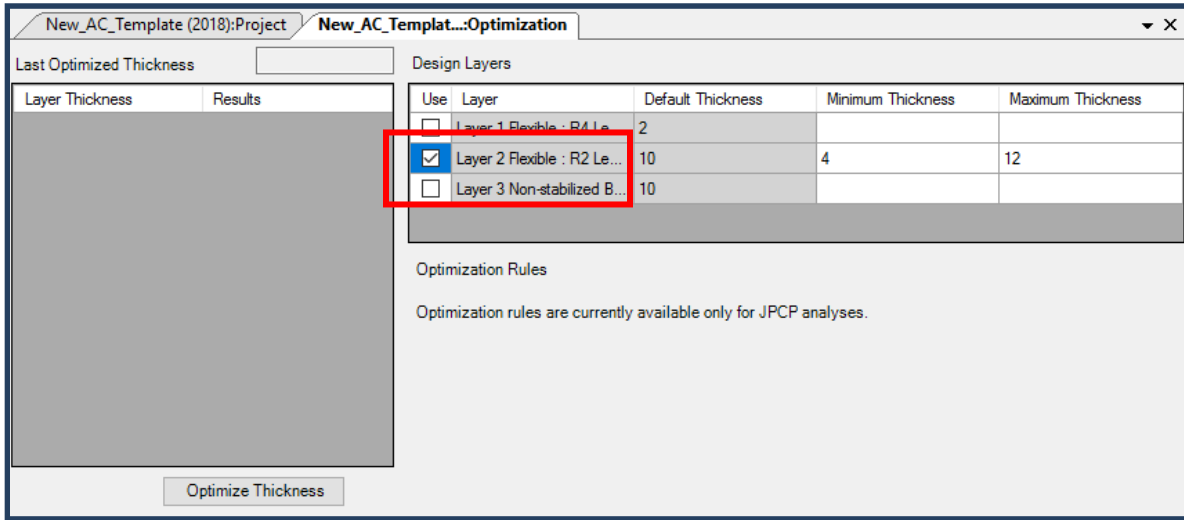 New_AC_Template (2018):Project New_AC_Templat...:Optimization
Last Optimized Thickness
Layer Thickness Results
Optimize Thickness
Design Layers
Use Layer Default Thickness Minimum Thickness Maximum Thickness
Layer 1 Flexible : R4 Le... 2
Layer 2 Flexible : R2 Le... 10 4 12
Layer 3 Non-stabilized B... 10
Optimization Rules
Optimization rules are currently available only for JPCP analyses.